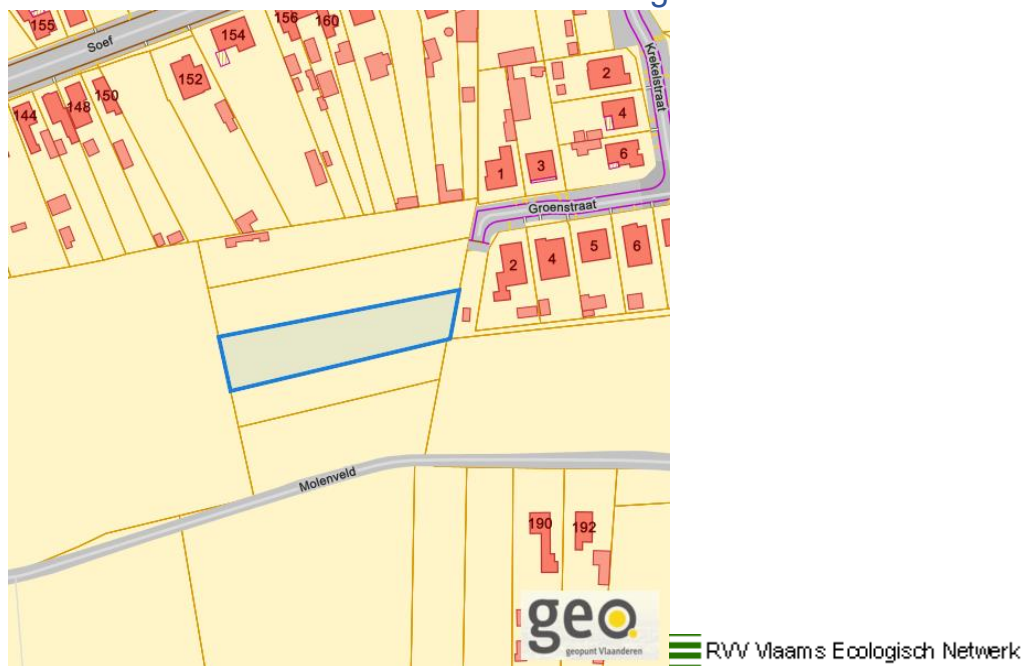 g
155
Soef
154
156
160
152
144
148
150
Krekelstraat
2
4
6
1
3
Groenstraat
2
4
5
6
Molenveld
190
192
geo
geopunt Vlaanderen
RVV Vlaams Ecologisch Netwerk